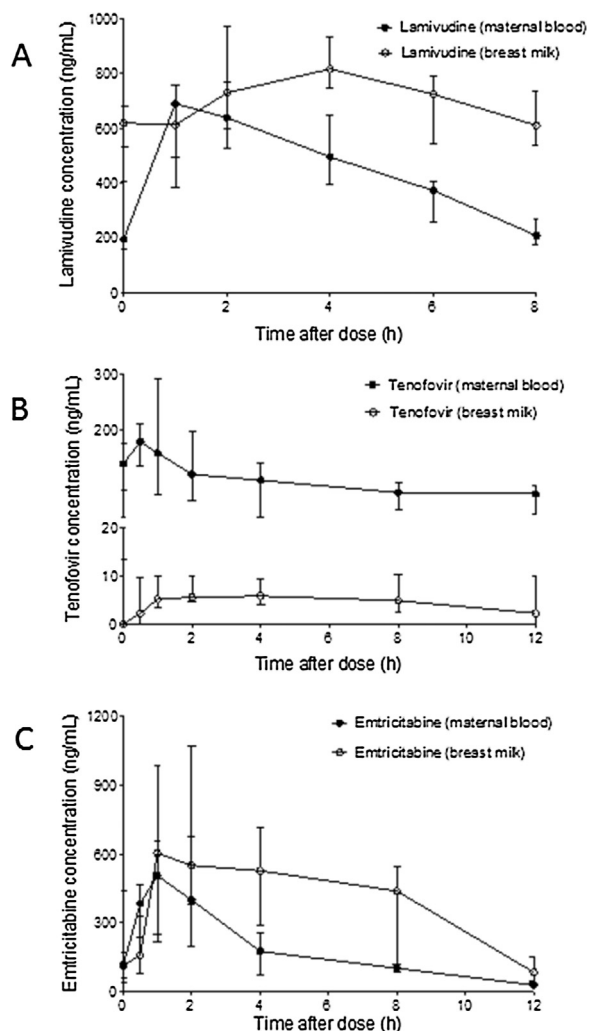 A
Lamivudine concentration (ng/mL)
1000
800
600
400
200
0
Lamivudine (maternal blood)
Lamivudine (breast milk)
0 2 4 6 8
Time after dose (h)
B
Tenofovir concentration (ng/mL)
300
200
20
10
5
0
Tenofovir (maternal blood)
Tenofovir (breast milk)
0 2 4 6 8 10 12
Time after dose (h)
C
Emtricitabine concentration (ng/mL)
1200
900
600
300
0
Emtricitabine (maternal blood)
Emtricitabine (breast milk)
0 2 4 6 8 10 12
Time after dose (h)